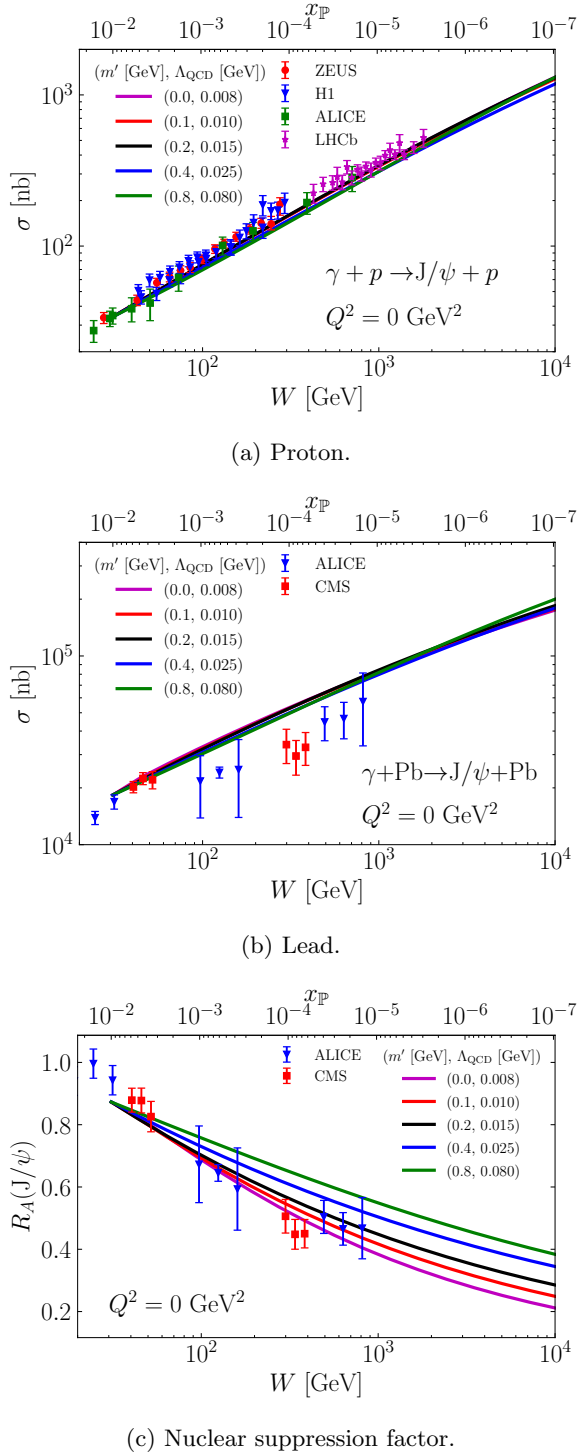 x_ℙ
10^{-2} 10^{-3} 10^{-4} 10^{-5} 10^{-6} 10^{-7}
(m′ [GeV], Λ_QCD [GeV])
(0.0, 0.008)
(0.1, 0.010)
(0.2, 0.015)
(0.4, 0.025)
(0.8, 0.080)
ZEUS
H1
ALICE
LHCb
10^3
10^2
σ [nb]
γ + p →J/ψ + p
Q^2 = 0 GeV^2
10^2 10^3 10^4
W [GeV]
(a) Proton.
x_ℙ
10^{-2} 10^{-3} 10^{-4} 10^{-5} 10^{-6} 10^{-7}
(m′ [GeV], Λ_QCD [GeV])
(0.0, 0.008)
(0.1, 0.010)
(0.2, 0.015)
(0.4, 0.025)
(0.8, 0.080)
ALICE
CMS
10^5
10^4
σ [nb]
γ+Pb→J/ψ+Pb
Q^2 = 0 GeV^2
10^2 10^3 10^4
W [GeV]
(b) Lead.
x_ℙ
10^{-2} 10^{-3} 10^{-4} 10^{-5} 10^{-6} 10^{-7}
ALICE
CMS
(m′ [GeV], Λ_QCD [GeV])
(0.0, 0.008)
(0.1, 0.010)
(0.2, 0.015)
(0.4, 0.025)
(0.8, 0.080)
1.0
0.8
0.6
0.4
0.2
R_A(J/ψ)
Q^2 = 0 GeV^2
10^2 10^3 10^4
W [GeV]
(c) Nuclear suppression factor.